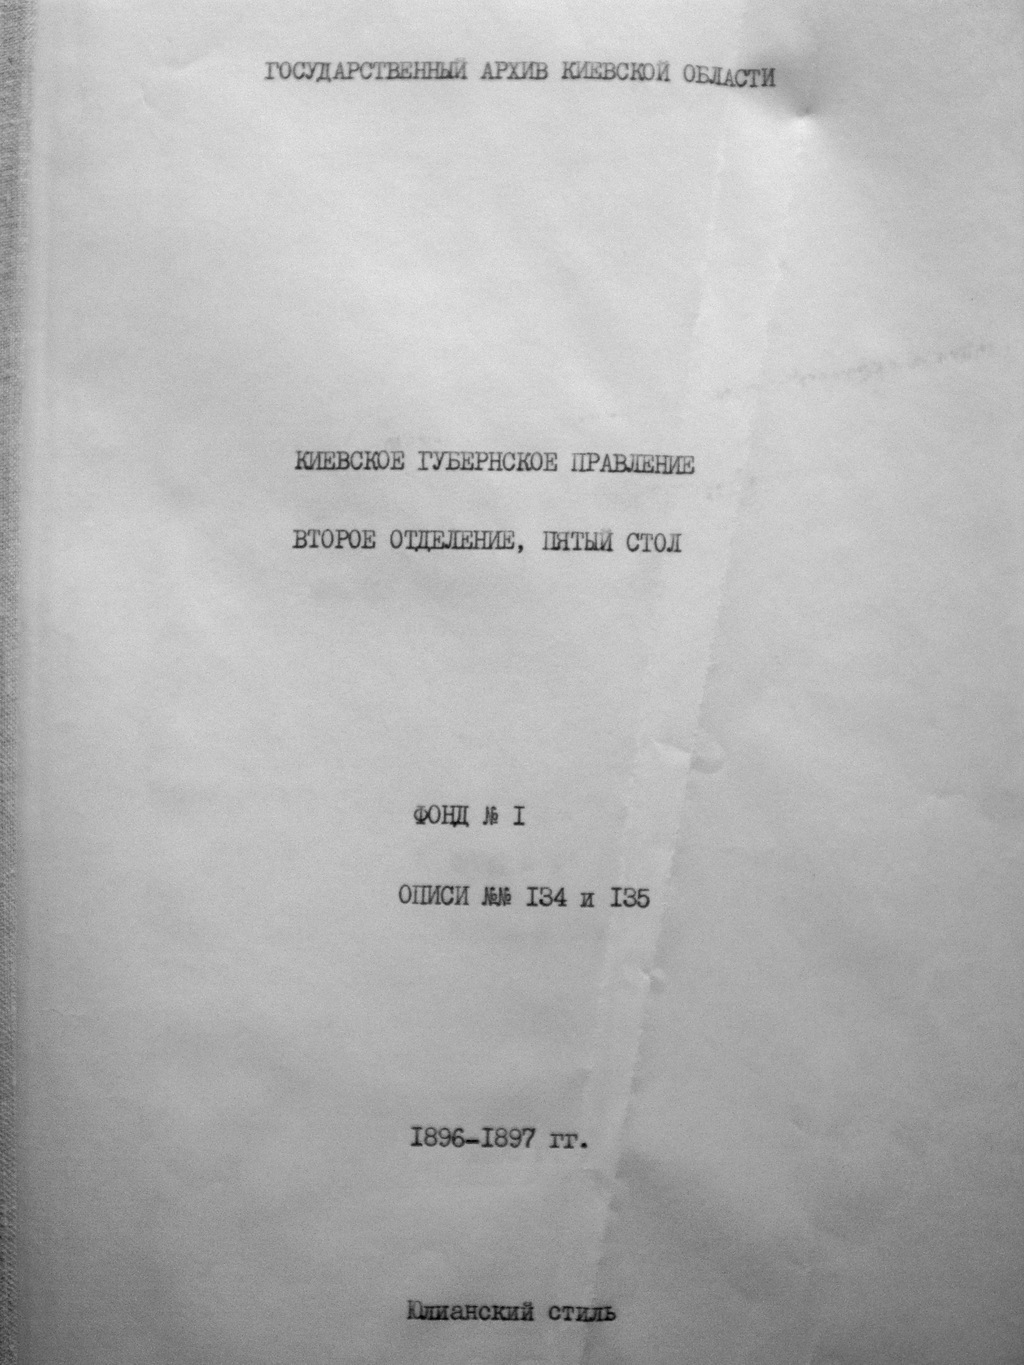 ГОСУДАРСТВЕННЫЙ АРХИВ КИЕВСКОЙ ОБЛАСТИ
КИЕВСКОЕ ГУБЕРНСКОЕ ПРАВЛЕНИЕ
ВТОРОЕ ОТДЕЛЕНИЕ, ПЯТЫЙ СТОЛ
ФОНД № I
ОПИСИ №№ I34 и I35
I896-I897 гг.
Юлианский стиль